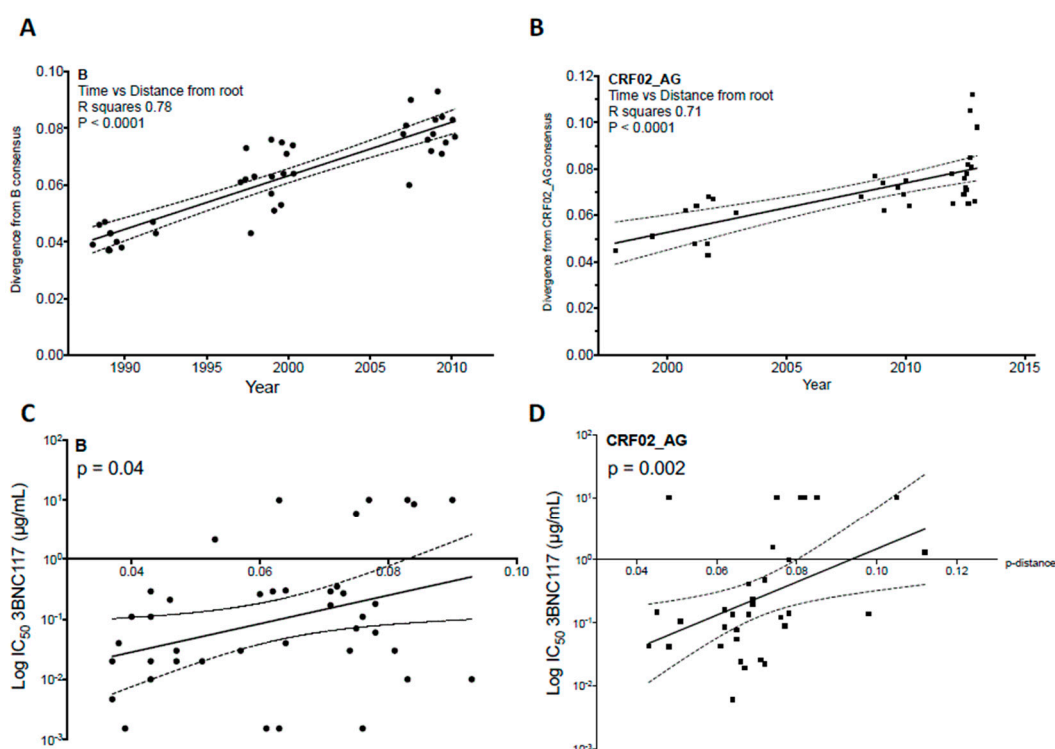 A
B
Time vs Distance from root
R squares 0.78
P < 0.0001
Divergence from B consensus
0.10
0.08
0.06
0.04
0.02
0.00
1990 1995 2000 2005 2010
Year
B
CRF02_AG
Time vs Distance from root
R squares 0.71
P < 0.0001
Divergence from CRF02_AG consensus
0.12
0.10
0.08
0.06
0.04
0.02
0.00
2000 2005 2010 2015
Year
C
B
p = 0.04
Log IC50 3BNC117 (µg/mL)
10²
10¹
10⁰
10⁻¹
10⁻²
10⁻³
0.04 0.06 0.08 0.10
D
CRF02_AG
p = 0.002
Log IC50 3BNC117 (µg/mL)
10²
10¹
10⁰
10⁻¹
10⁻²
10⁻³
0.04 0.06 0.08 0.10 0.12 p-distance